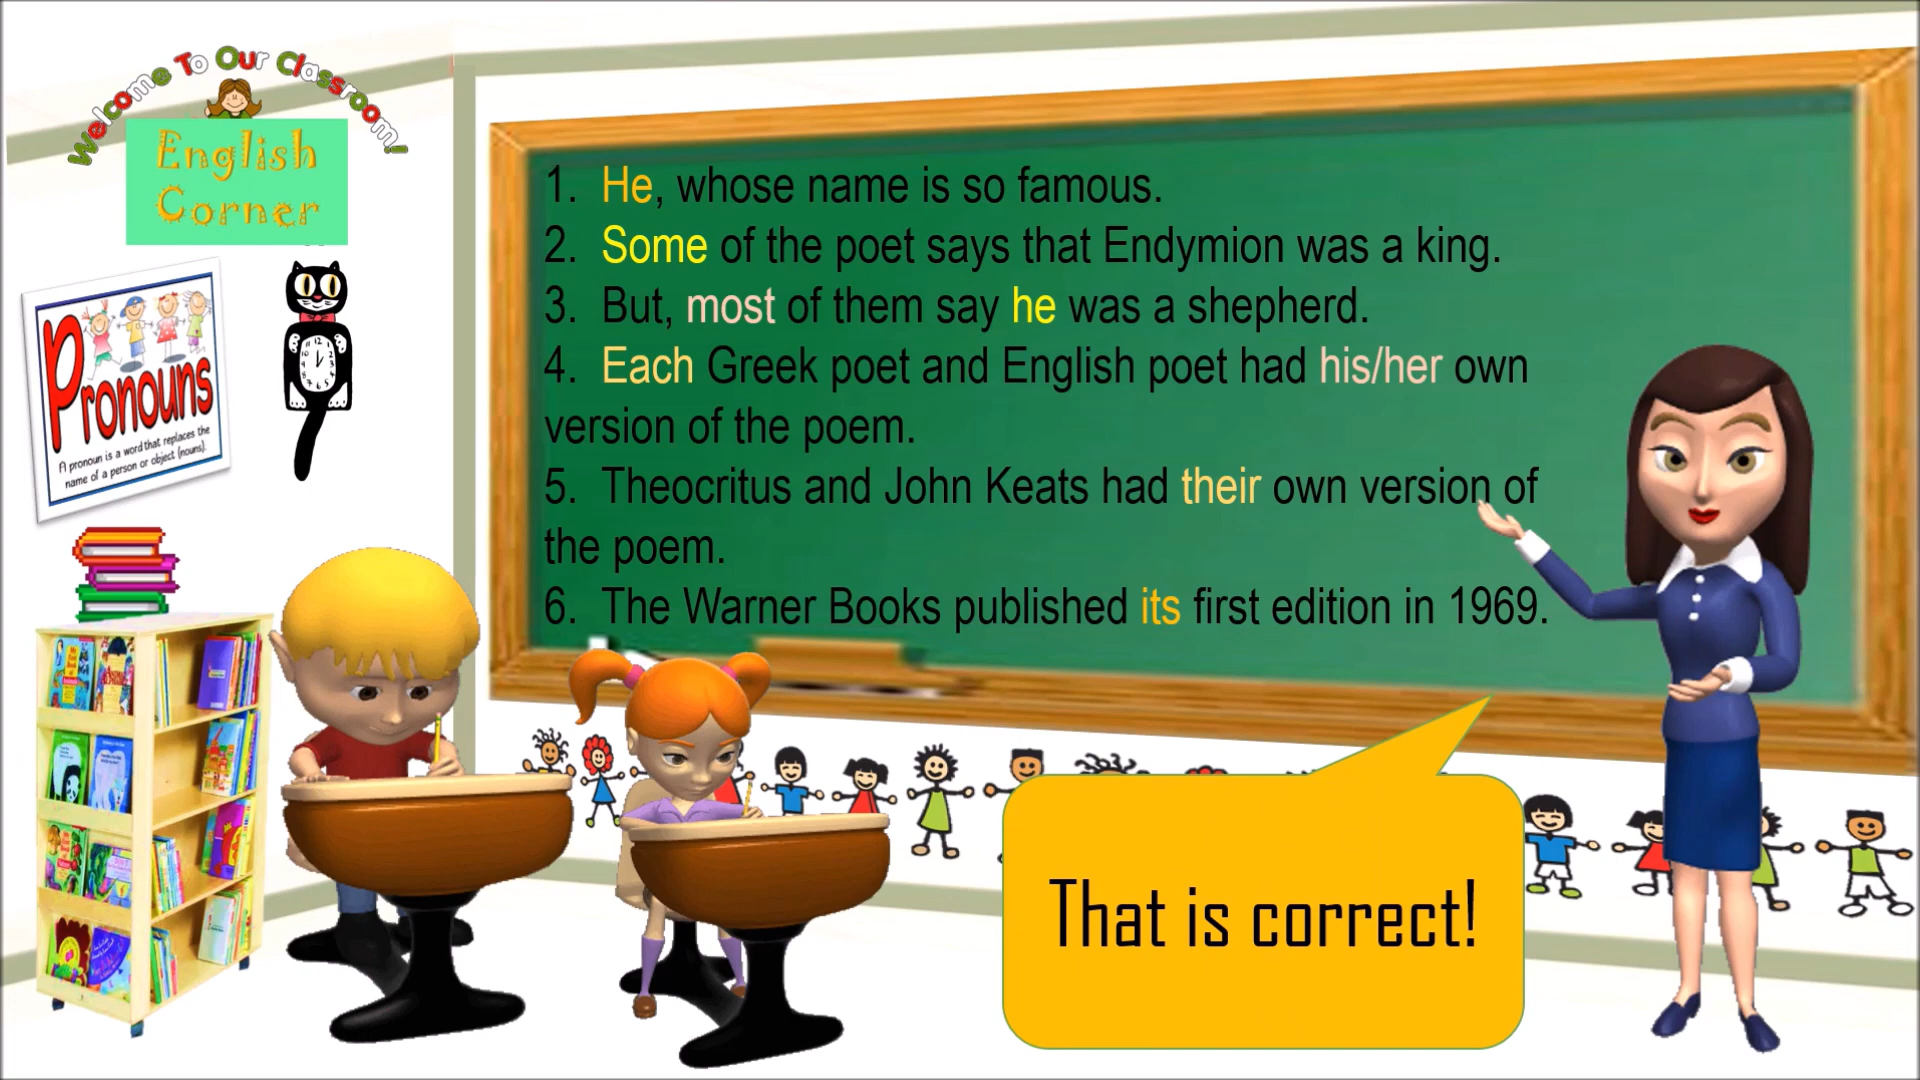 Welcome To Our Classroom!
English
Corner
Pronouns
A pronoun is a word that replaces the
name of a person or object (nouns).
1. He, whose name is so famous.
2. Some of the poet says that Endymion was a king.
3. But, most of them say he was a shepherd.
4. Each Greek poet and English poet had his/her own
version of the poem.
5. Theocritus and John Keats had their own version of
the poem.
6. The Warner Books published its first edition in 1969.
That is correct!